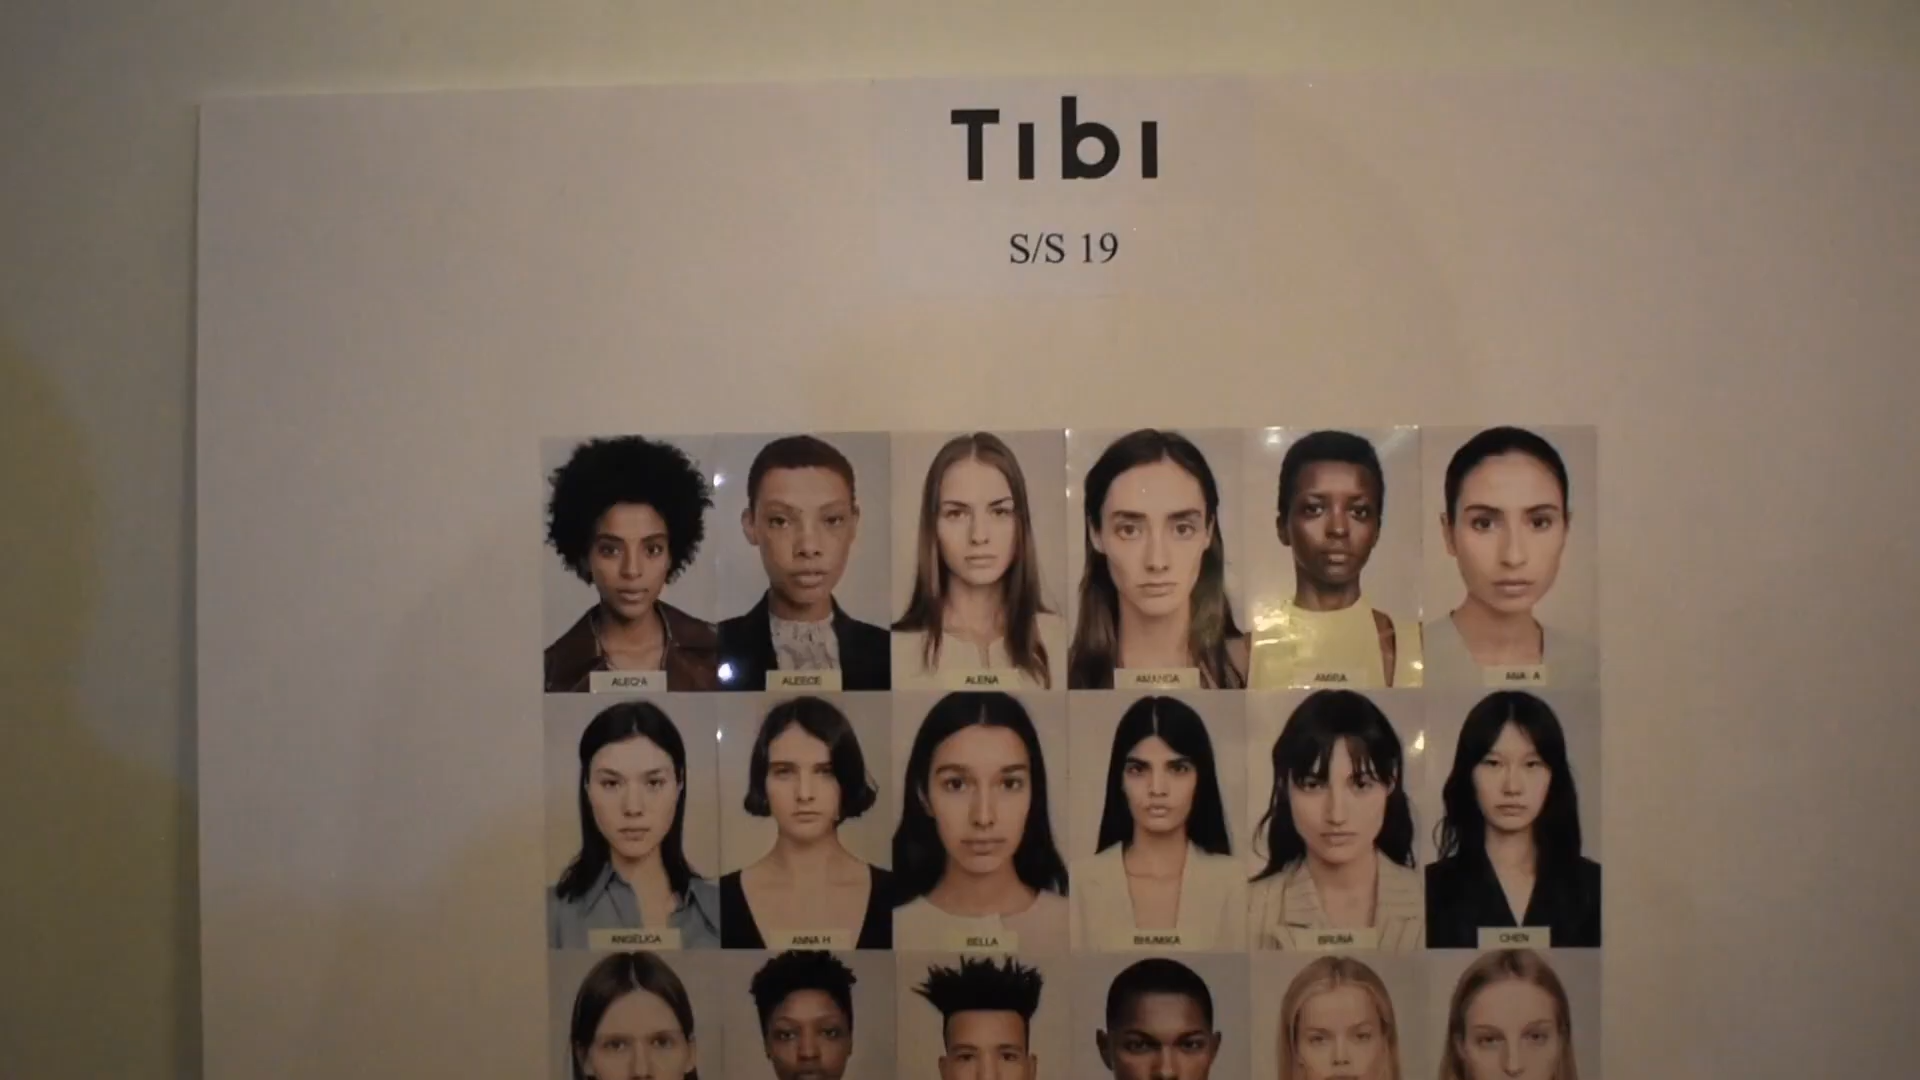 Tibi
S/S 19
ALEECE
ALENA
AMANDA
AMIRA
ANGELICA
ANNA H
BELLA
BHUMIKA
BRUNA
CHEN